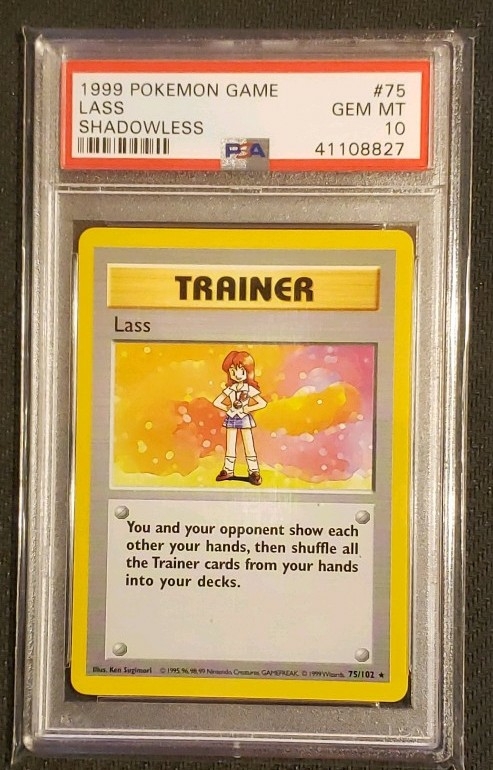 1999 POKEMON GAME #75
LASS GEM MT
SHADOWLESS 10
PSA 41108827
TRAINER
Lass
You and your opponent show each
other your hands, then shuffle all
the Trainer cards from your hands
into your decks.
Illus. Ken Sugimori © 1995, 96, 98, 99 Nintendo, Creatures, GAMEFREAK. © 1999 Wizards. 75/102 ★